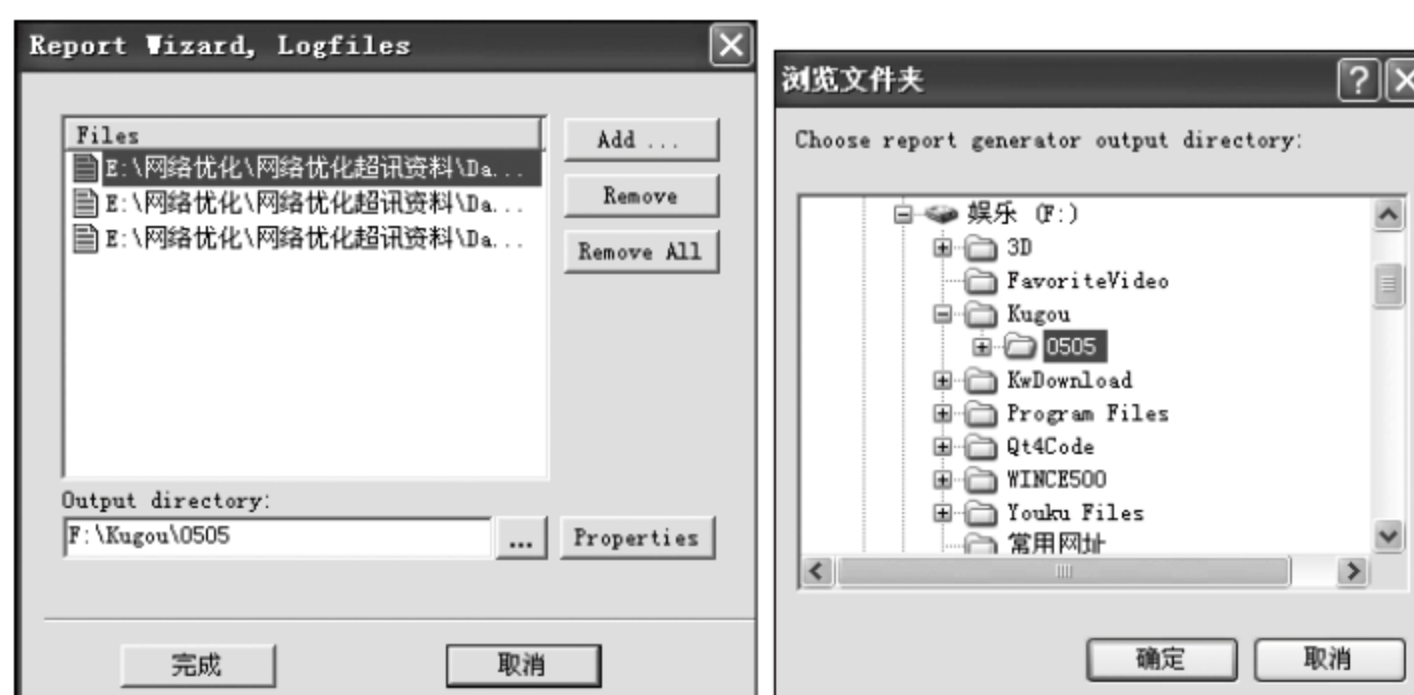 Report Wizard, Logfiles
Files
E:\网络优化\网络优化超讯资料\Da...
E:\网络优化\网络优化超讯资料\Da...
E:\网络优化\网络优化超讯资料\Da...
Add ...
Remove
Remove All
Output directory:
F:\Kugou\0505
...
Properties
完成
取消
浏览文件夹
Choose report generator output directory:
娱乐 (F:)
3D
FavoriteVideo
Kugou
0505
KwDownload
Program Files
Qt4Code
WINCE500
Youku Files
常用网址
确定
取消